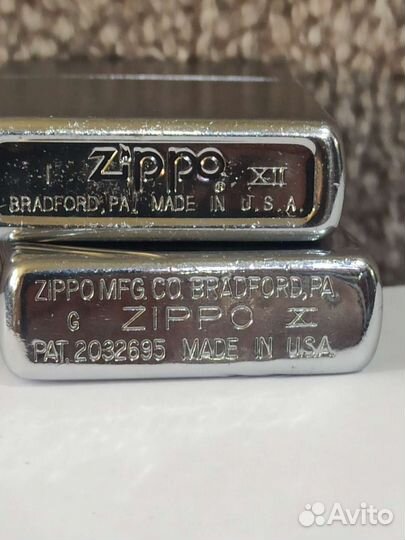 I Zippo ® XII
BRADFORD, PA. MADE IN U.S.A.
ZIPPO MFG. CO. BRADFORD, PA.
G ZIPPO X
PAT. 2032695 MADE IN U.S.A.
Avito